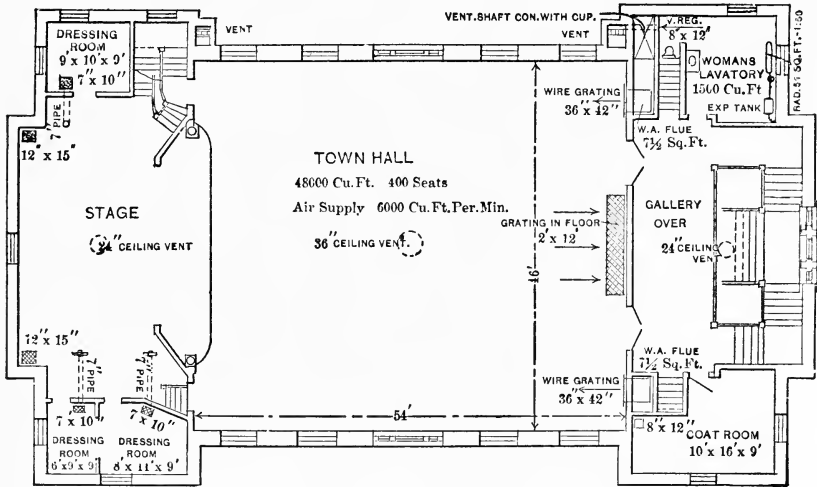 DRESSING
ROOM
9' x 10' x 9'
7" x 10"
7" PIPE
12" x 15"
VENT
VENT. SHAFT CON. WITH CUP.
VENT
V. REG.
8" x 12"
WOMANS
LAVATORY
1500 Cu. Ft
EXP TANK
WIRE GRATING
36" x 42"
W.A. FLUE
7½ Sq. Ft.
TOWN HALL
48600 Cu. Ft. 400 Seats
Air Supply 6000 Cu. Ft. Per. Min.
STAGE
24" CEILING VENT
36" CEILING VENT.
GRATING IN FLOOR
2' x 12'
GALLERY
OVER
24" CEILING
VENT
46'
12" x 15"
7" PIPE
7" PIPE
7" x 10"
7" x 10"
DRESSING
ROOM
6' x 9' x 9'
DRESSING
ROOM
8' x 11' x 9'
54'
W.A. FLUE
7½ Sq. Ft.
WIRE GRATING
36" x 42"
8" x 12"
COAT ROOM
10' x 16' x 9'